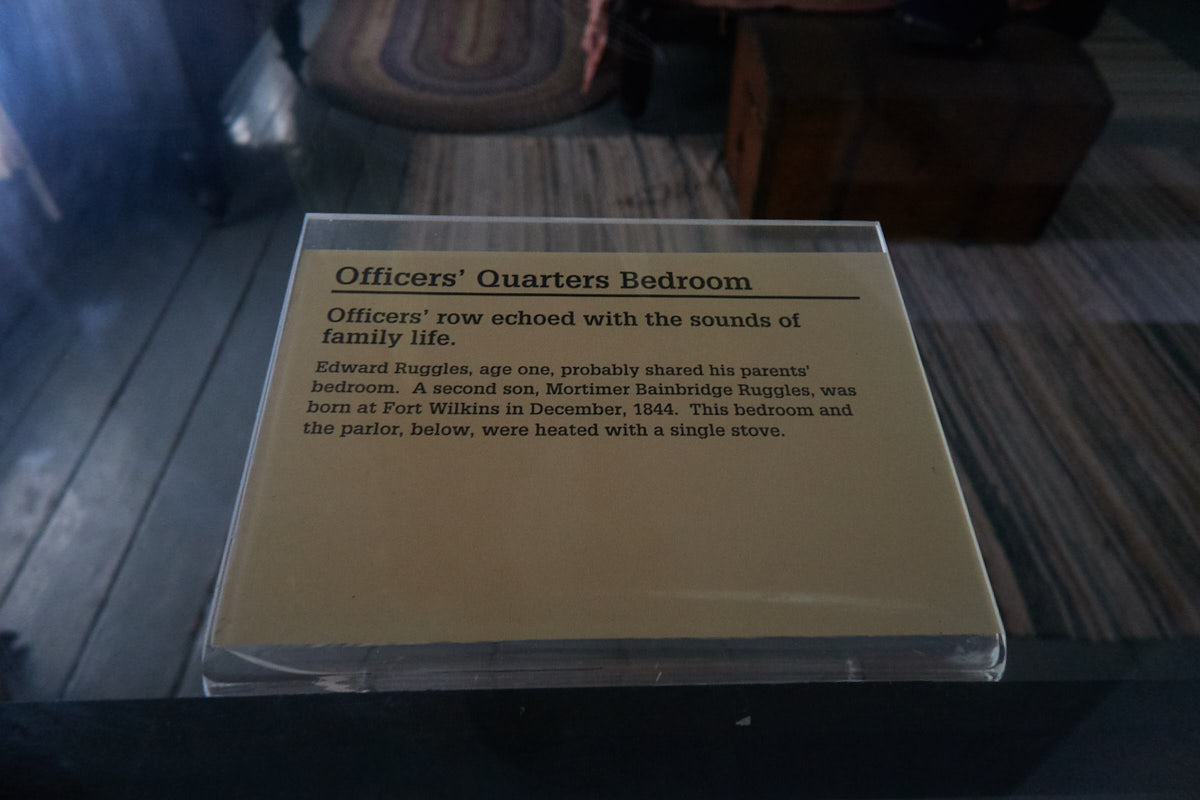 Officers’ Quarters Bedroom
Officers’ row echoed with the sounds of
family life.
Edward Ruggles, age one, probably shared his parents’
bedroom.  A second son, Mortimer Bainbridge Ruggles, was
born at Fort Wilkins in December, 1844.  This bedroom and
the parlor, below, were heated with a single stove.